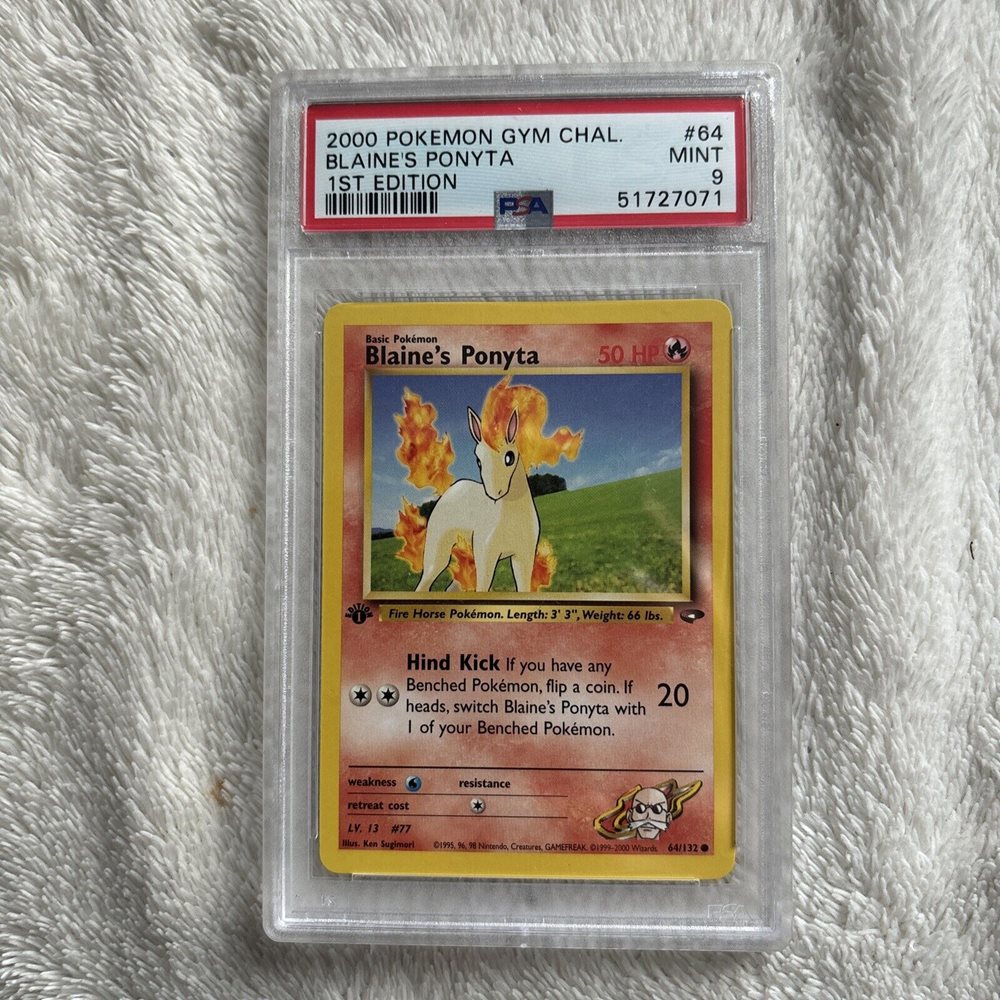 2000 POKEMON GYM CHAL. #64
BLAINE'S PONYTA MINT
1ST EDITION 9
PSA 51727071
Basic Pokémon
Blaine's Ponyta 50 HP
EDITION 1
Fire Horse Pokémon. Length: 3' 3", Weight: 66 lbs.
Hind Kick If you have any
Benched Pokémon, flip a coin. If
heads, switch Blaine's Ponyta with
1 of your Benched Pokémon.
20
weakness resistance
retreat cost
LV. 13 #77
Illus. Ken Sugimori ©1995, 96, 98 Nintendo, Creatures, GAMEFREAK. ©1999-2000 Wizards. 64/132
PSA